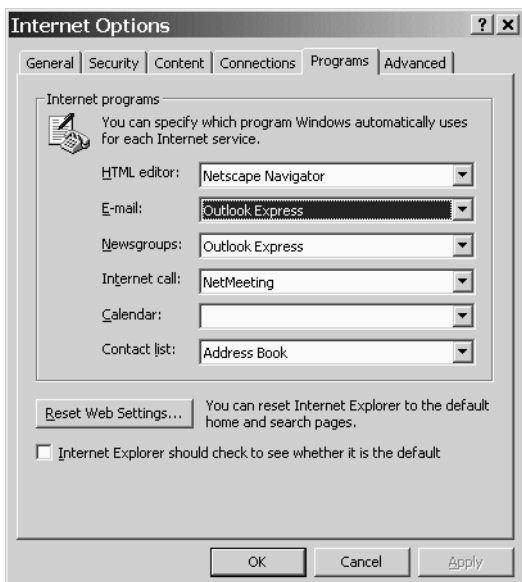 Internet Options
General Security Content Connections Programs Advanced
Internet programs
You can specify which program Windows automatically uses
for each Internet service.
HTML editor: Netscape Navigator
E-mail: Outlook Express
Newsgroups: Outlook Express
Internet call: NetMeeting
Calendar:
Contact list: Address Book
Reset Web Settings... You can reset Internet Explorer to the default
home and search pages.
Internet Explorer should check to see whether it is the default
OK Cancel Apply